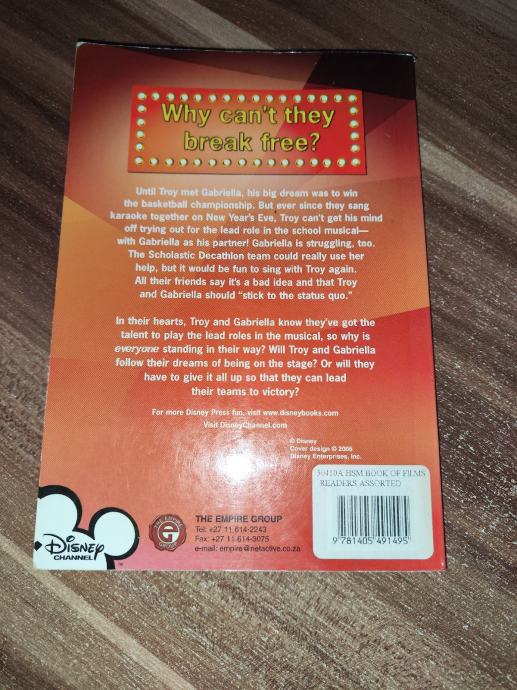 Why can't they
break free?
Until Troy met Gabriella, his big dream was to win
the basketball championship. But ever since they sang
karaoke together on New Year's Eve, Troy can't get his mind
off trying out for the lead role in the school musical—
with Gabriella as his partner! Gabriella is struggling, too.
The Scholastic Decathlon team could really use her
help, but it would be fun to sing with Troy again.
All their friends say it's a bad idea and that Troy
and Gabriella should "stick to the status quo."
In their hearts, Troy and Gabriella know they've got the
talent to play the lead roles in the musical, so why is
everyone standing in their way? Will Troy and Gabriella
follow their dreams of being on the stage? Or will they
have to give it all up so that they can lead
their teams to victory?
For more Disney Press fun, visit www.disneybooks.com
Visit DisneyChannel.com
© Disney
Cover design © 2006
Disney Enterprises, Inc.
50410A HSM BOOK OF FILMS
READERS ASSORTED
9 781405 491495
THE EMPIRE GROUP
Tel: +27 11 614-2243
Fax: +27 11 614-3075
e-mail: empire@netactive.co.za
Disney
CHANNEL